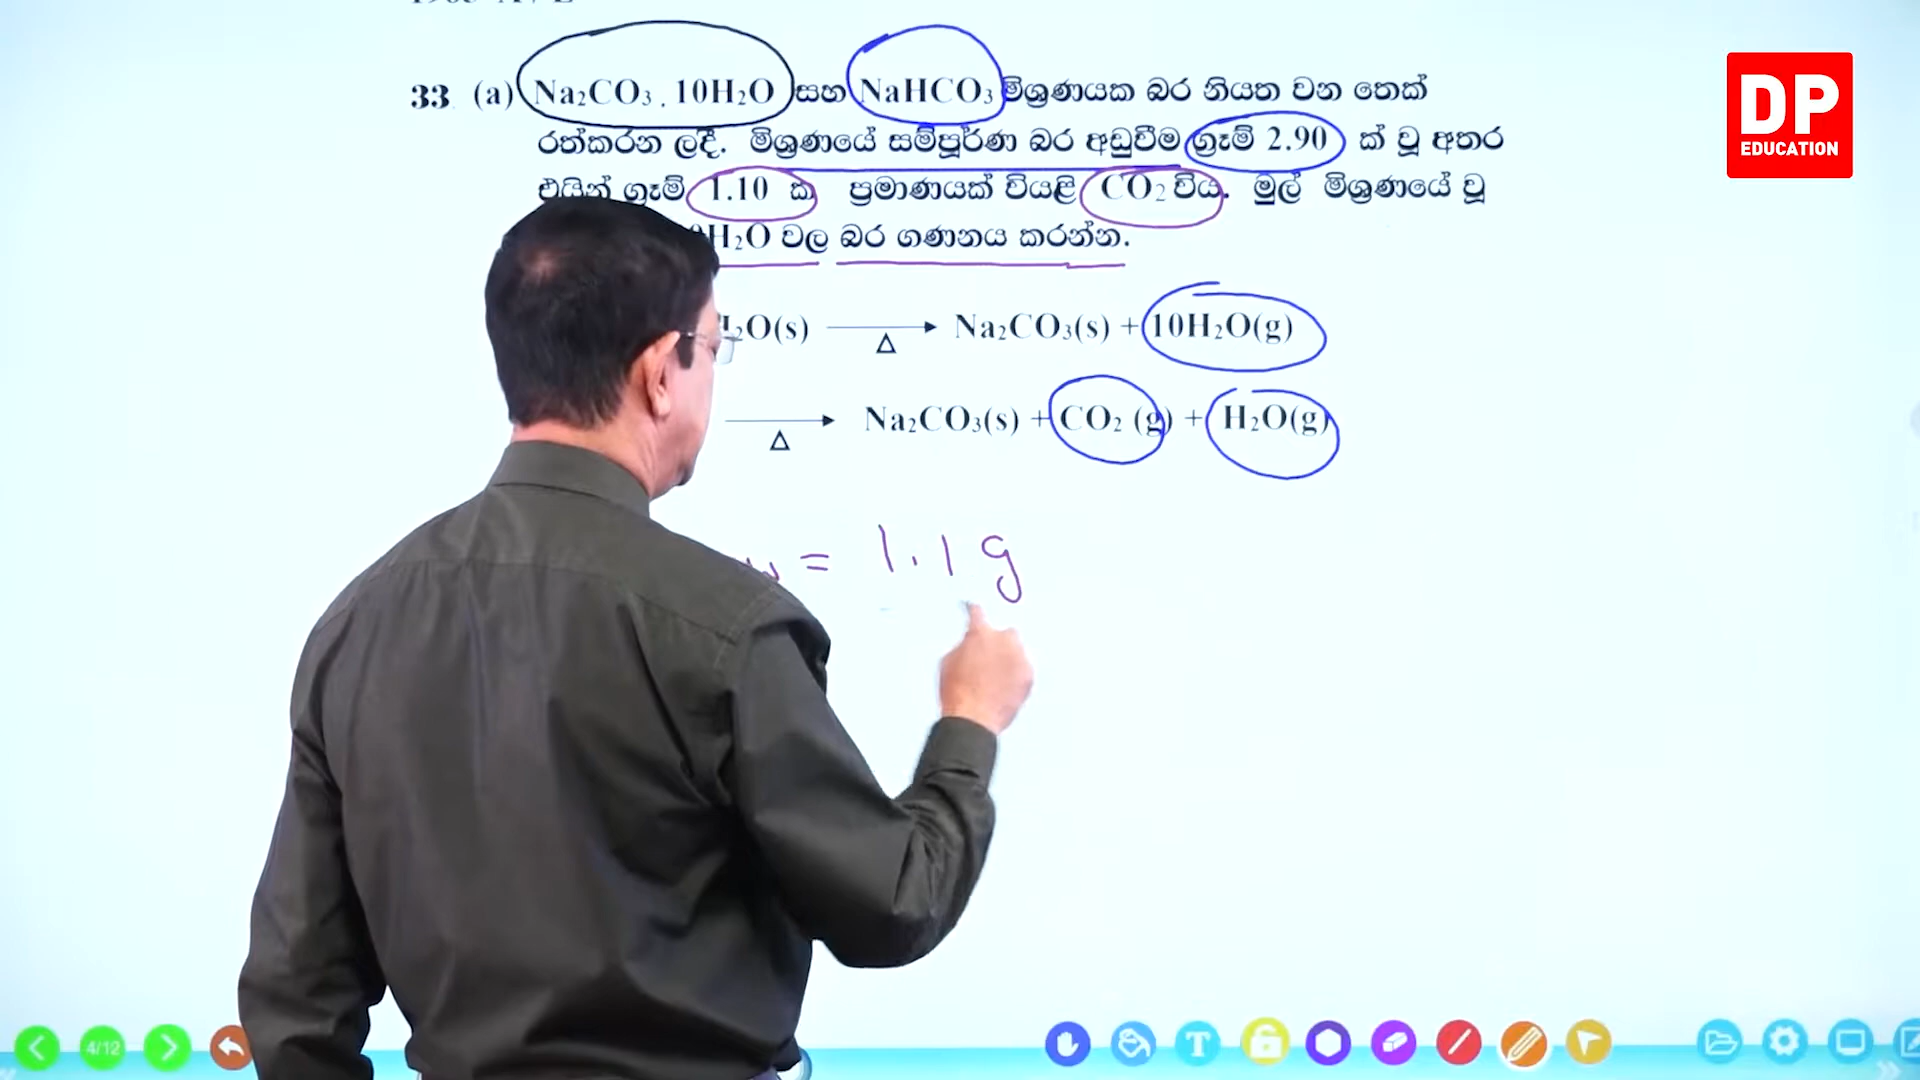 33 (a) Na₂CO₃ . 10H₂O සහ NaHCO₃ මිශ්‍රණයක බර නියත වන තෙක්
රත්කරන ලදී. මිශ්‍රණයේ සම්පූර්ණ බර අඩුවීම ග්‍රෑම් 2.90 ක් වූ අතර
එයින් ග්‍රෑම් 1.10 ක ප්‍රමාණයක් වියළි CO₂ විය. මුල් මිශ්‍රණයේ වූ
H₂O වල බර ගණනය කරන්න.
₂O(s) → Na₂CO₃(s) + 10H₂O(g)
Δ
→ Na₂CO₃(s) + CO₂ (g) + H₂O(g)
Δ
= 1.1 g
DP
EDUCATION
4/12
T